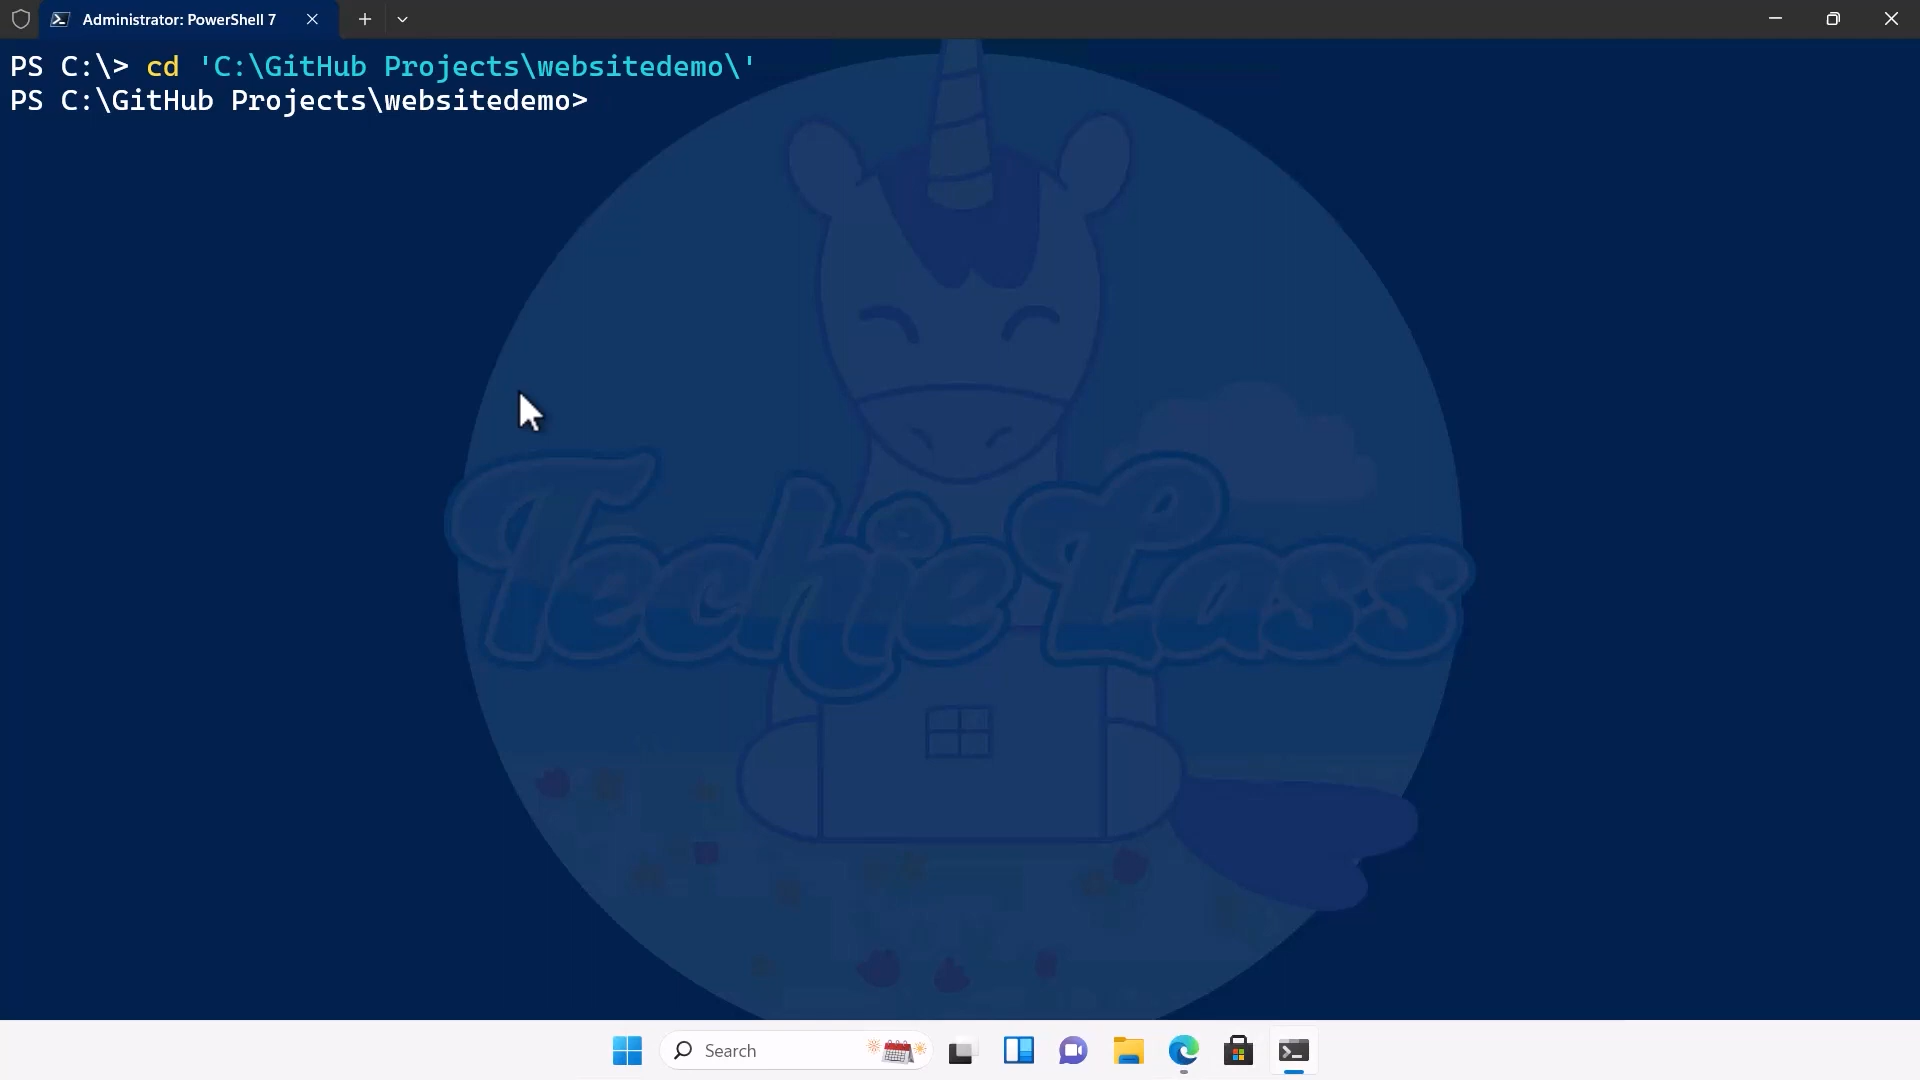 Administrator: PowerShell 7
PS C:\> cd 'C:\GitHub Projects\websitedemo\'
PS C:\GitHub Projects\websitedemo>
Techie Lass
Search